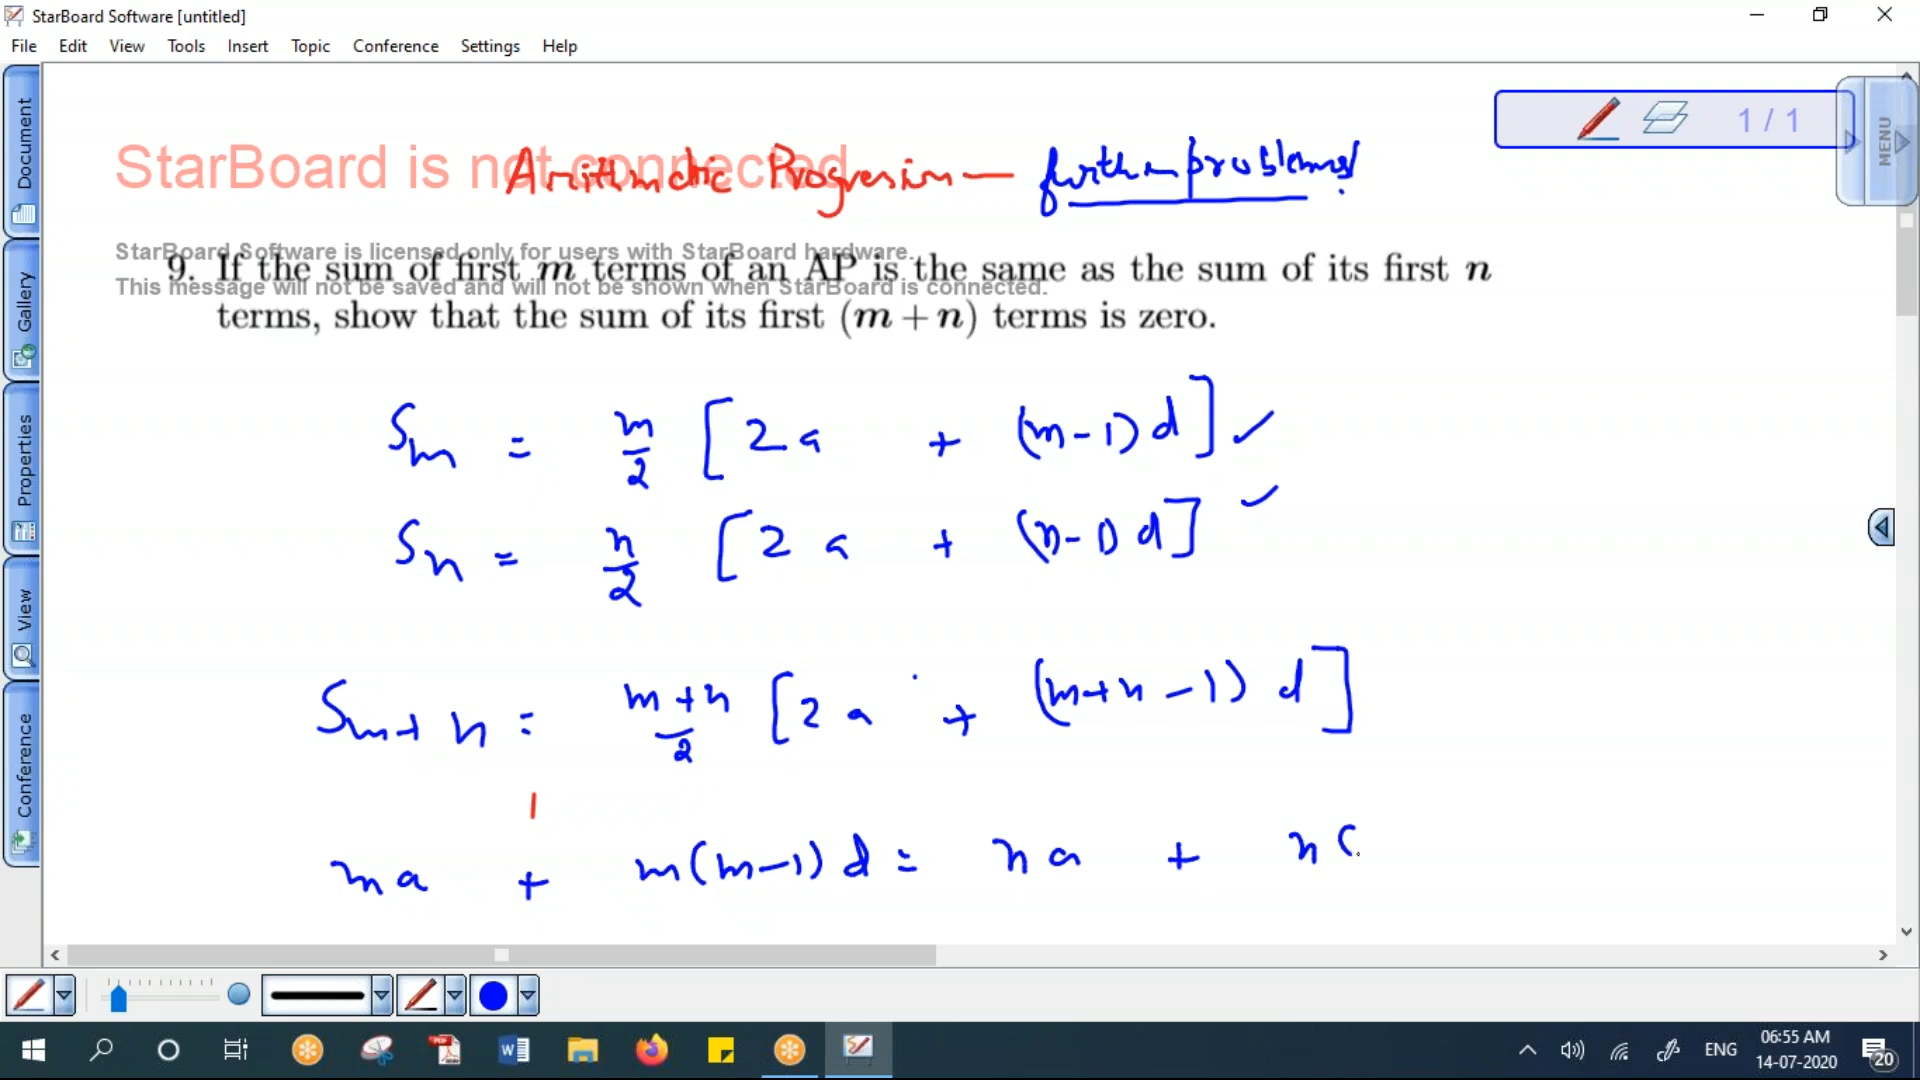 StarBoard Software [untitled]
File Edit View Tools Insert Topic Conference Settings Help
Document
Gallery
Properties
View
Conference
1 / 1
MENU
StarBoard is not connected
Arithmetic Progression — further problems!
StarBoard Software is licensed only for users with StarBoard hardware.
This message will not be saved and will not be shown when StarBoard is connected.
9. If the sum of first m terms of an AP is the same as the sum of its first n
terms, show that the sum of its first (m + n) terms is zero.
Sm = m/2 [2a + (m-1)d] ✓
Sn = n/2 [2a + (n-1)d] ✓
Sm+n = m+n/2 [2a + (m+n-1)d]
ma + m(m-1)d = na + n(
ENG
06:55 AM
14-07-2020
20